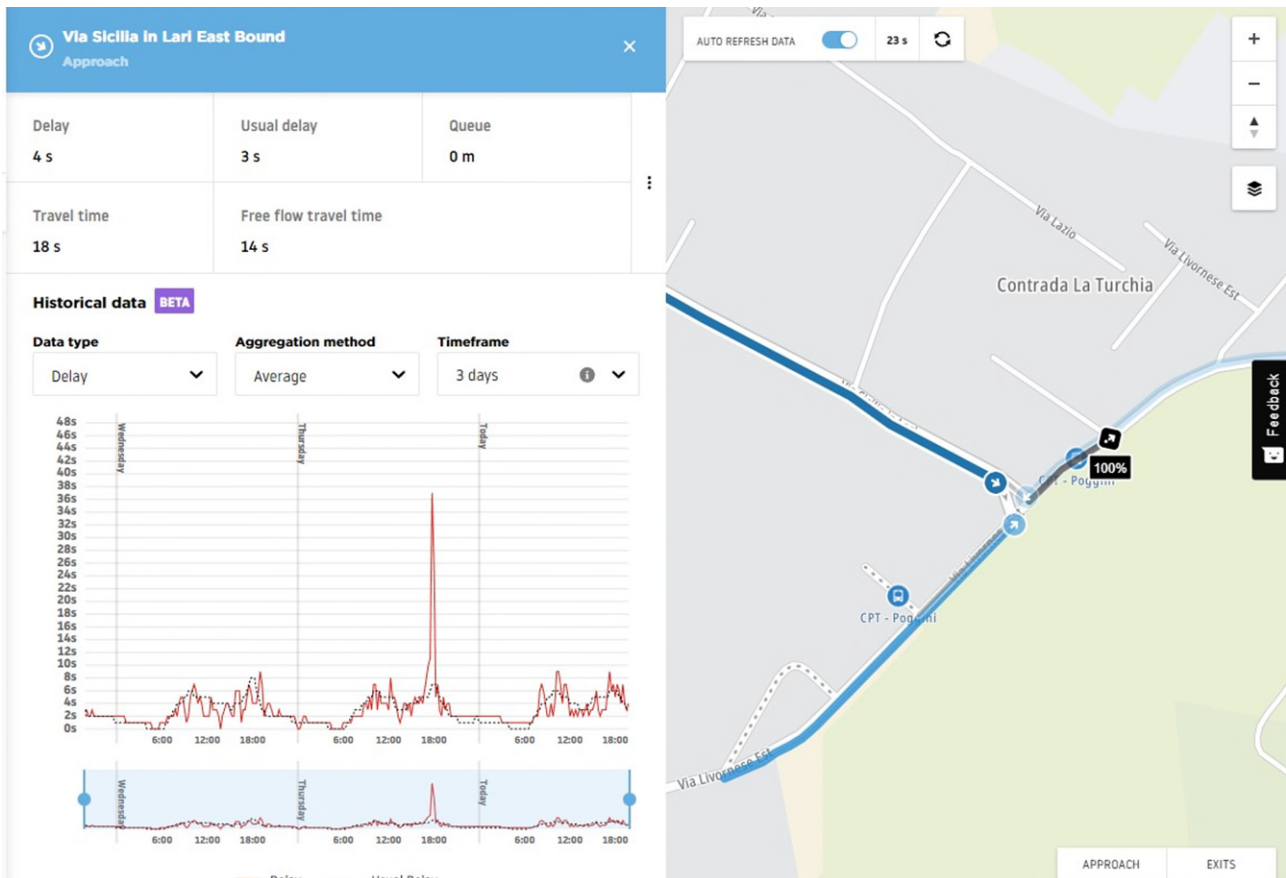 Via Sicilia in Lari East Bound
Approach
Delay
4 s
Usual delay
3 s
Queue
0 m
Travel time
18 s
Free flow travel time
14 s
Historical data BETA
Data type
Delay
Aggregation method
Average
Timeframe
3 days
48s
46s
44s
42s
40s
38s
36s
34s
32s
30s
28s
26s
24s
22s
20s
18s
16s
14s
12s
10s
8s
6s
4s
2s
0s
Wednesday
Thursday
Today
6:00 12:00 18:00 6:00 12:00 18:00 6:00 12:00 18:00
Wednesday
Thursday
Today
6:00 12:00 18:00 6:00 12:00 18:00 6:00 12:00 18:00
Delay Usual Delay
AUTO REFRESH DATA 23 s
+
−
Via Lazio
Via Livornese Est
Contrada La Turchia
Feedback
100%
CPT - Poggini
CPT - Poggini
Via Livornese Est
APPROACH EXITS